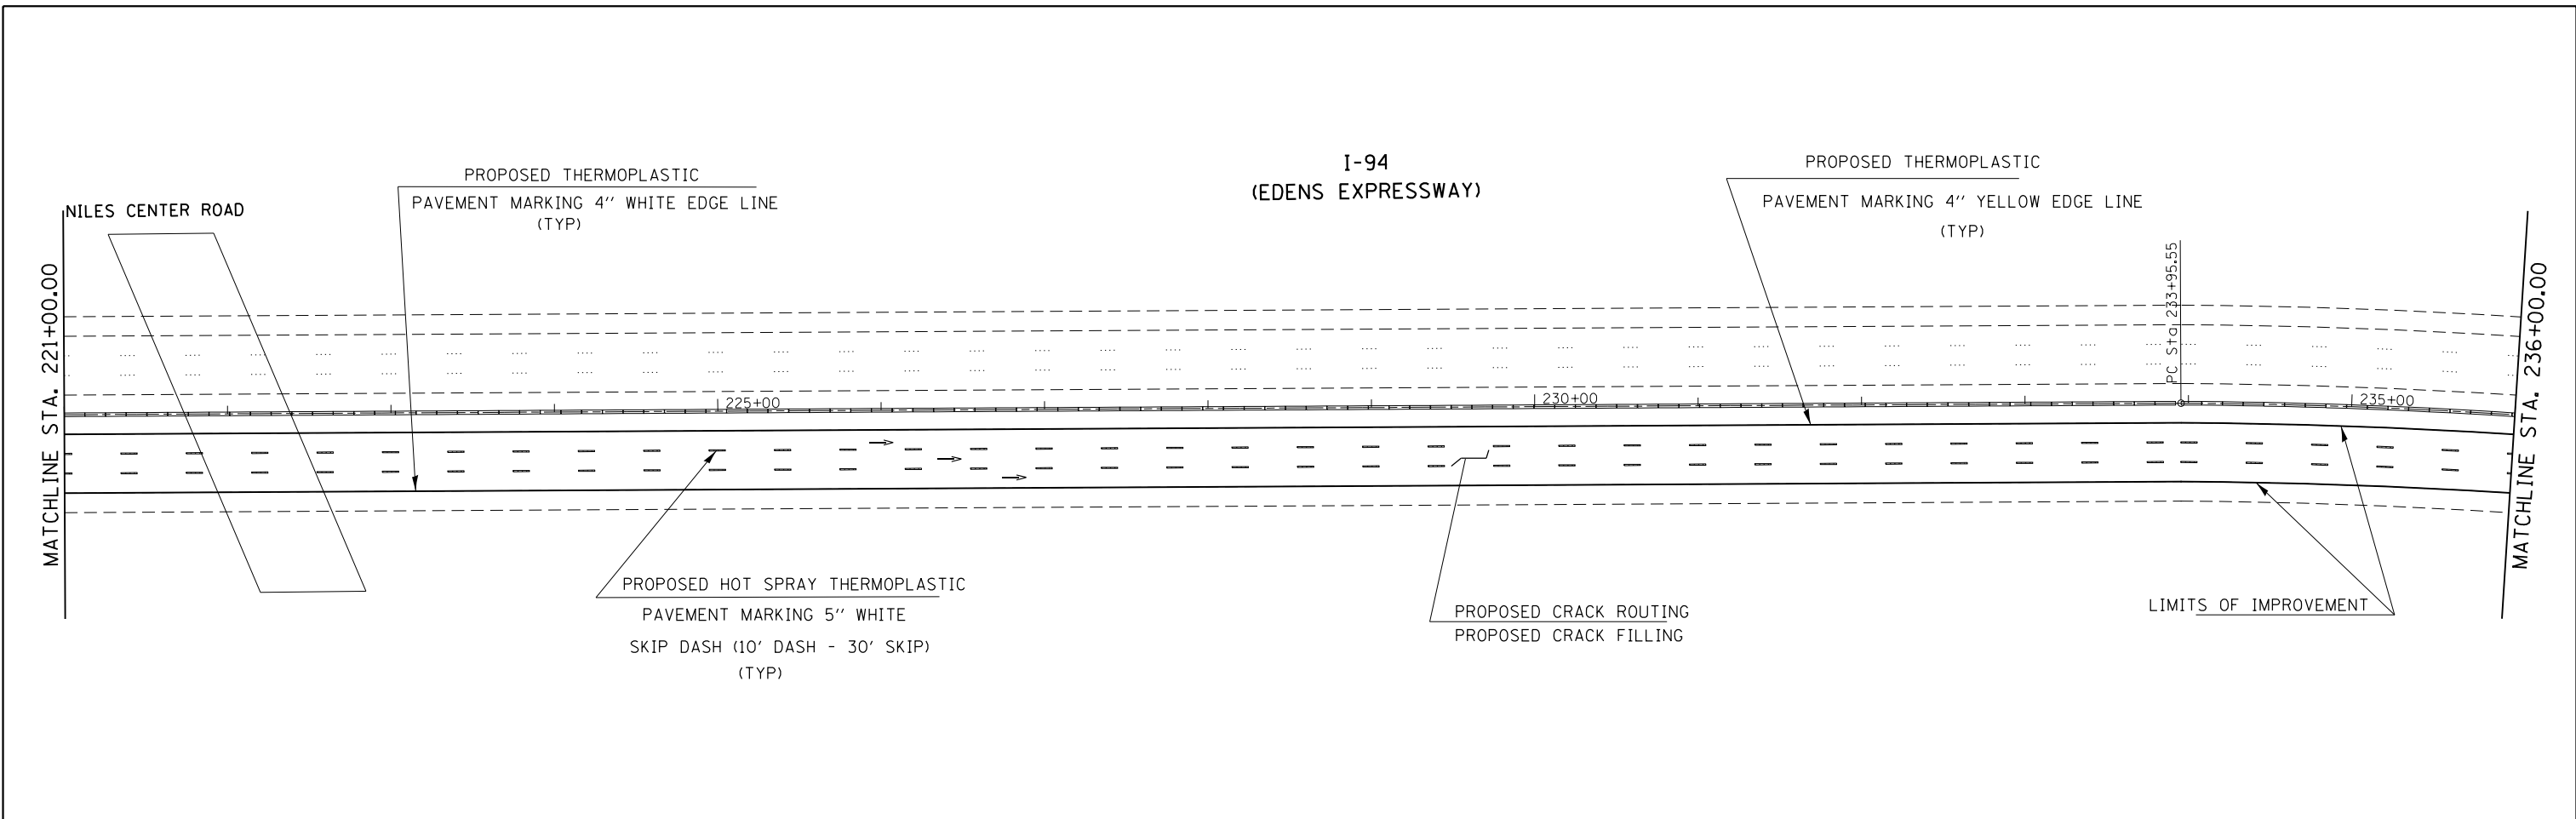 I-94
(EDENS EXPRESSWAY)
NILES CENTER ROAD
MATCHLINE STA. 221+00.00
PROPOSED THERMOPLASTIC
PAVEMENT MARKING 4'' WHITE EDGE LINE
(TYP)
PROPOSED THERMOPLASTIC
PAVEMENT MARKING 4'' YELLOW EDGE LINE
(TYP)
PC Sta 233+95.55
MATCHLINE STA. 236+00.00
225+00
230+00
235+00
PROPOSED HOT SPRAY THERMOPLASTIC
PAVEMENT MARKING 5'' WHITE
SKIP DASH (10' DASH - 30' SKIP)
(TYP)
PROPOSED CRACK ROUTING
PROPOSED CRACK FILLING
LIMITS OF IMPROVEMENT